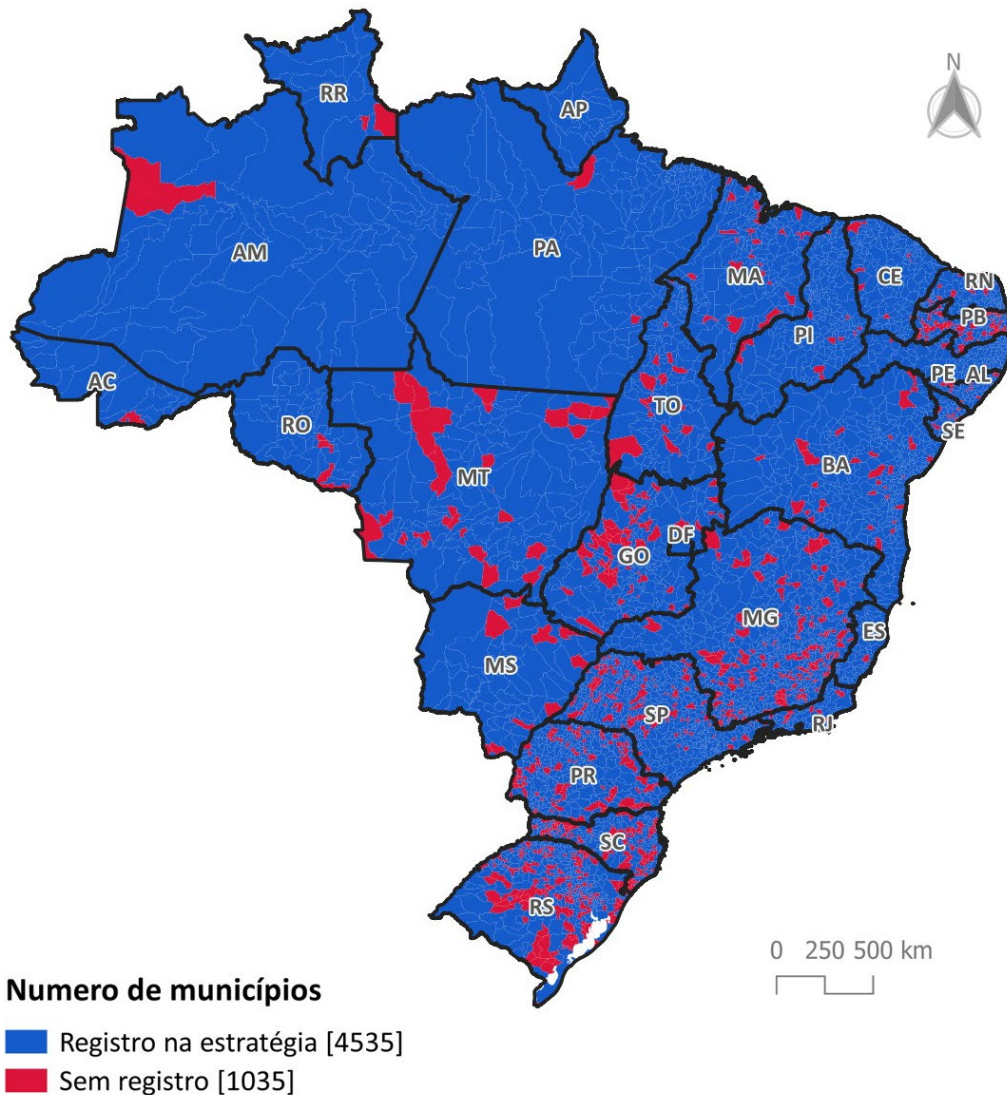 N
RR
AP
AM
PA
MA
CE
RN
PB
PI
PE
AL
AC
TO
SE
RO
BA
MT
DF
GO
MG
ES
MS
SP
RJ
PR
SC
RS
0 250 500 km
Numero de municípios
Registro na estratégia [4535]
Sem registro [1035]